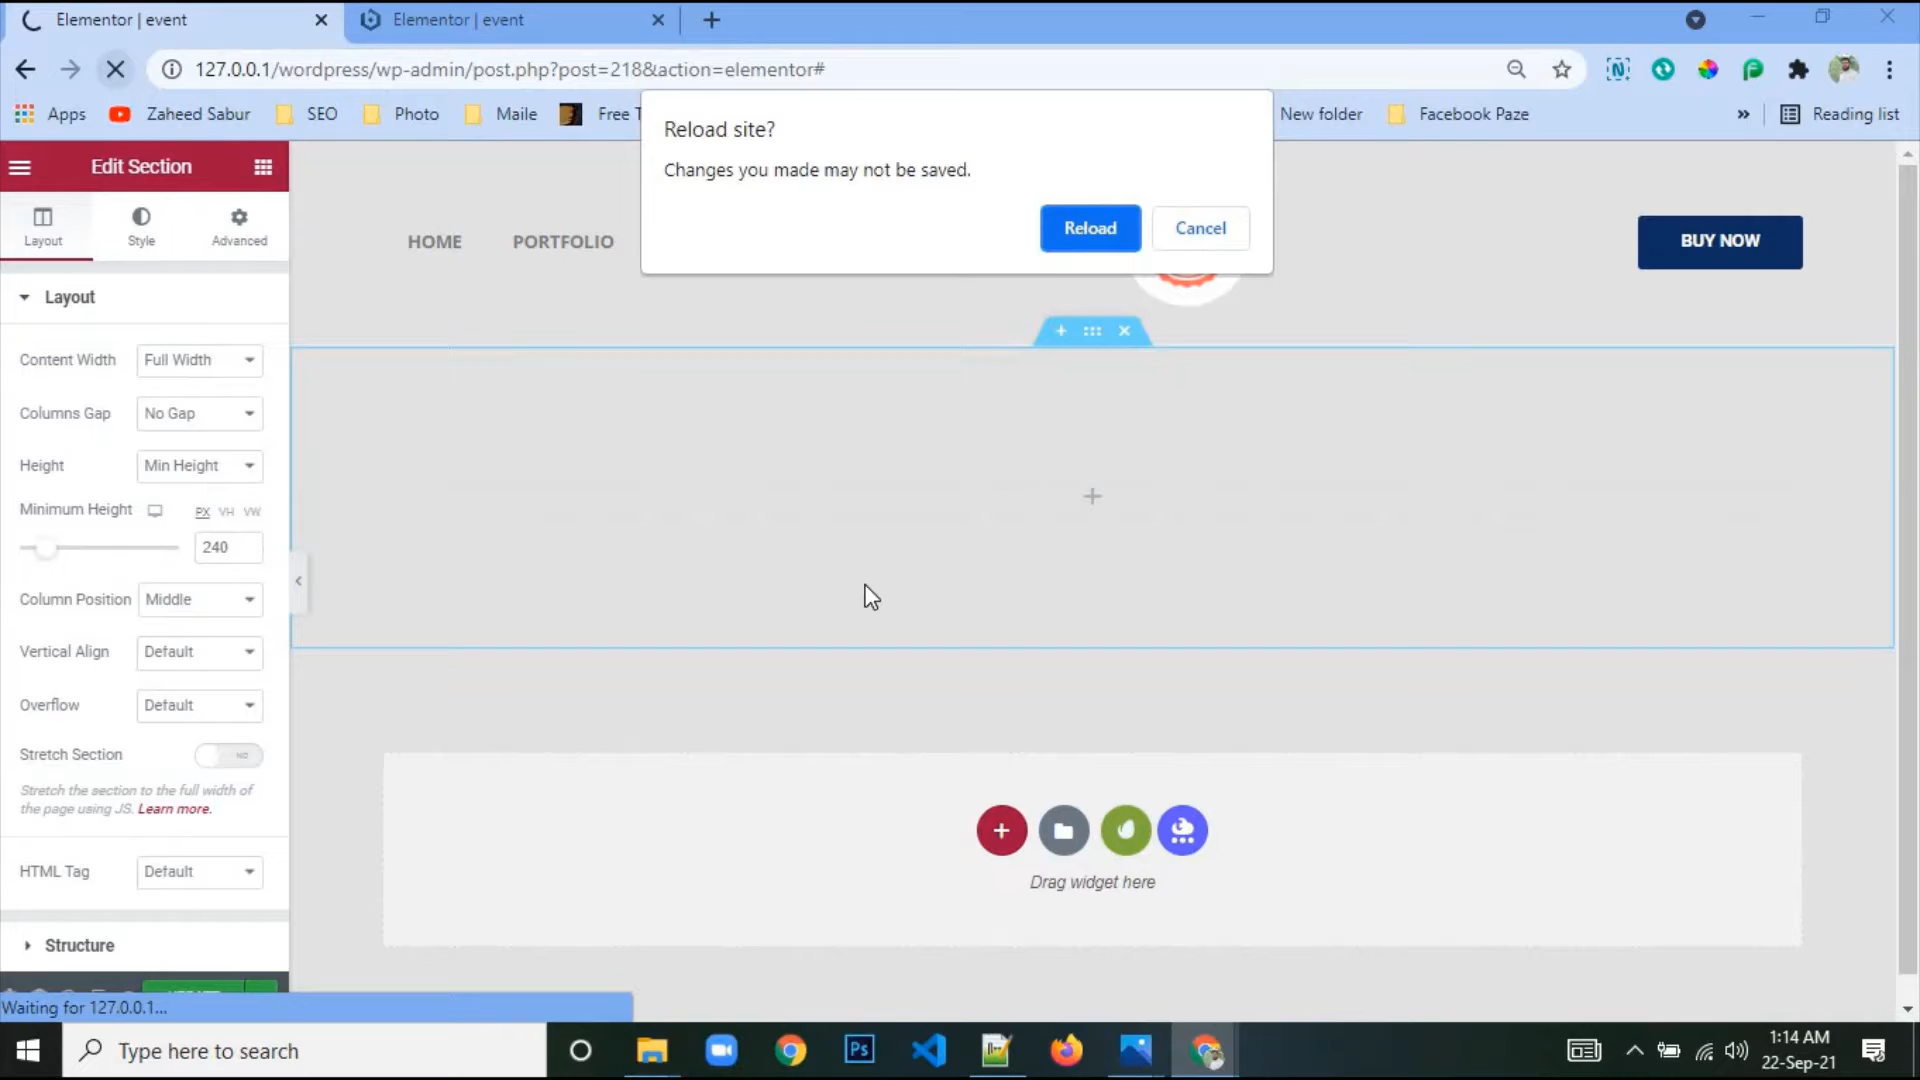 Elementor | event
Elementor | event
127.0.0.1/wordpress/wp-admin/post.php?post=218&action=elementor#
Apps
Zaheed Sabur
SEO
Photo
Maile
Free
New folder
Facebook Paze
»
Reading list
Reload site?
Changes you made may not be saved.
Reload
Cancel
Edit Section
Layout
Style
Advanced
HOME
PORTFOLIO
BUY NOW
Layout
Content Width
Full Width
Columns Gap
No Gap
Height
Min Height
Minimum Height
PX VH VW
240
Column Position
Middle
Vertical Align
Default
Overflow
Default
Stretch Section
NO
Stretch the section to the full width of
the page using JS. Learn more.
HTML Tag
Default
Structure
Drag widget here
Waiting for 127.0.0.1...
Type here to search
Ps
1:14 AM
22-Sep-21